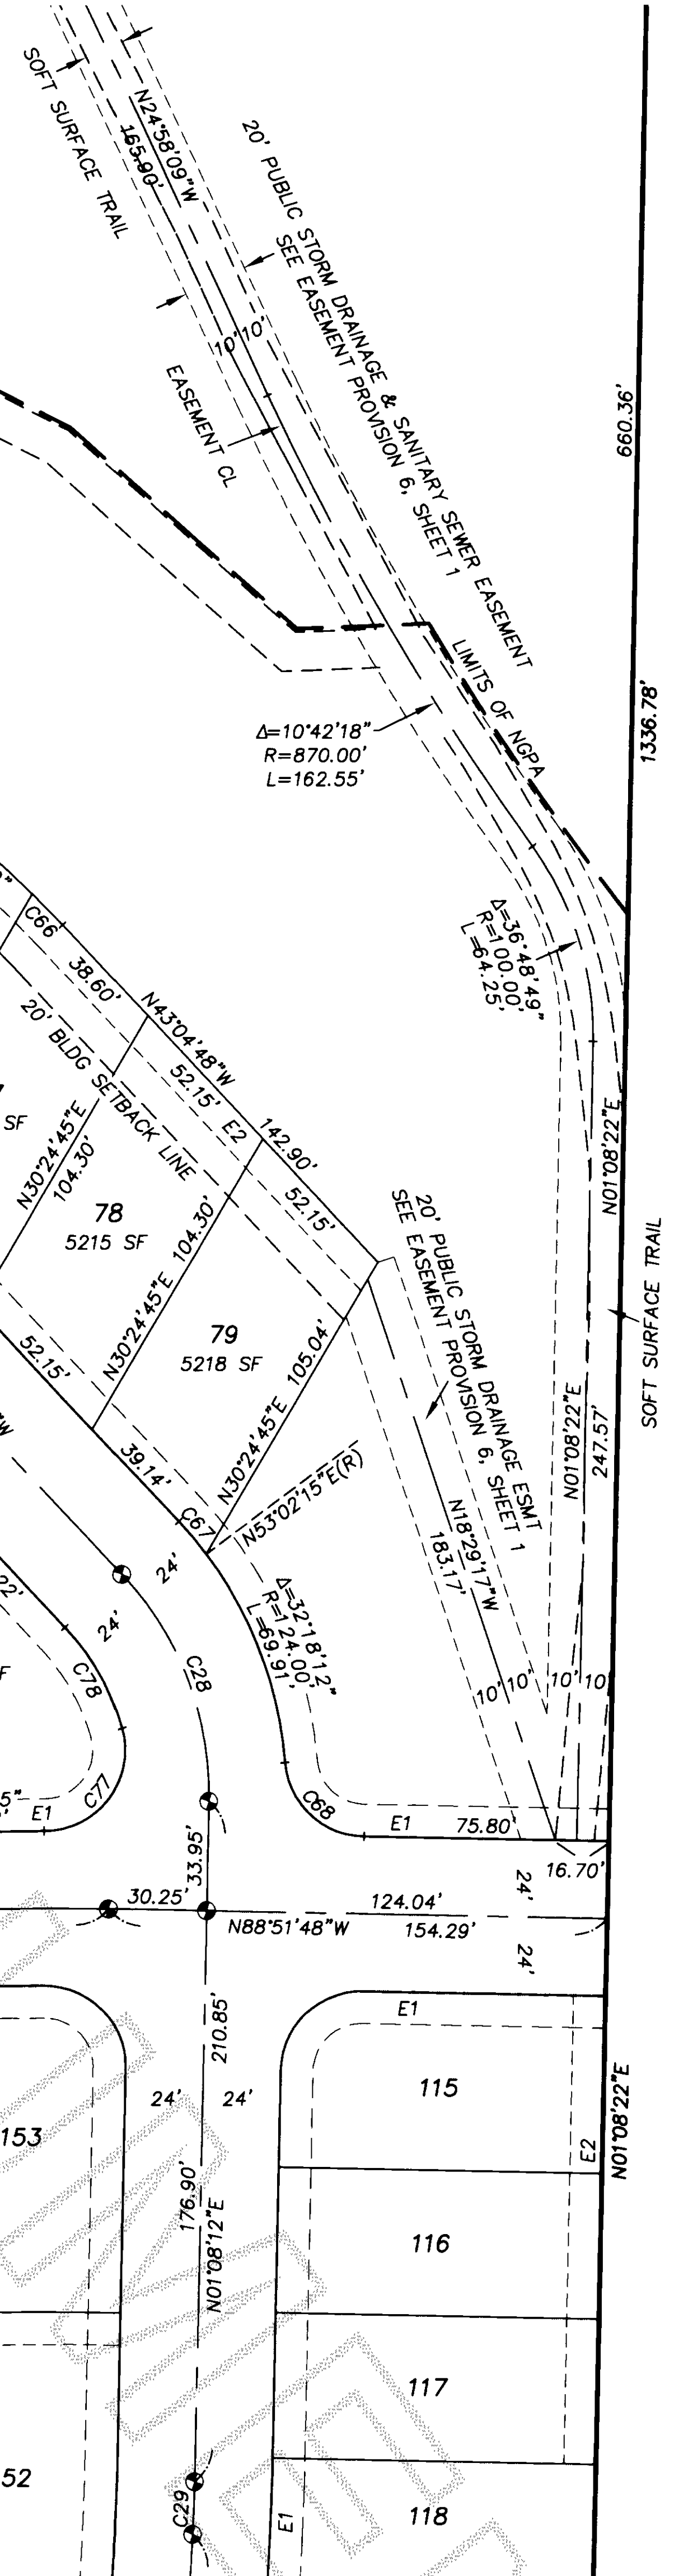 SOFT SURFACE TRAIL
N24°58'09"W
165.90'
20' PUBLIC STORM DRAINAGE & SANITARY SEWER EASEMENT
SEE EASEMENT PROVISION 6, SHEET 1
10' 10'
EASEMENT CL
660.36'
1336.78'
LIMITS OF NGPA
Δ=10°42'18"
R=870.00'
L=162.55'
Δ=36°48'49"
R=100.00'
L=64.25'
C66
38.60'
N43°04'48"W
142.90'
20' BLDG SETBACK LINE
52.15'
E2
52.15'
SF
N30°24'45"E
104.30'
78
5215 SF
N30°24'45"E
104.30'
79
5218 SF
N30°24'45"E
105.04'
N01°08'22"E
SOFT SURFACE TRAIL
20' PUBLIC STORM DRAINAGE ESMT
SEE EASEMENT PROVISION 6, SHEET 1
N01°08'22"E
247.57'
52.15'
39.14'
C67
N53°02'15"E(R)
N18°29'17"W
183.17'
24'
24'
Δ=32°18'12"
R=124.00'
L=69.91'
C28
C78
C77
10' 10'
10' 10'
E1
C68
E1
75.80'
33.95'
16.70'
30.25'
124.04'
24'
N88°51'48"W
154.29'
24'
E1
210.85'
115
24'
24'
153
E2
N01°08'22"E
176.90'
N01°08'12"E
116
117
52
C29
E1
118